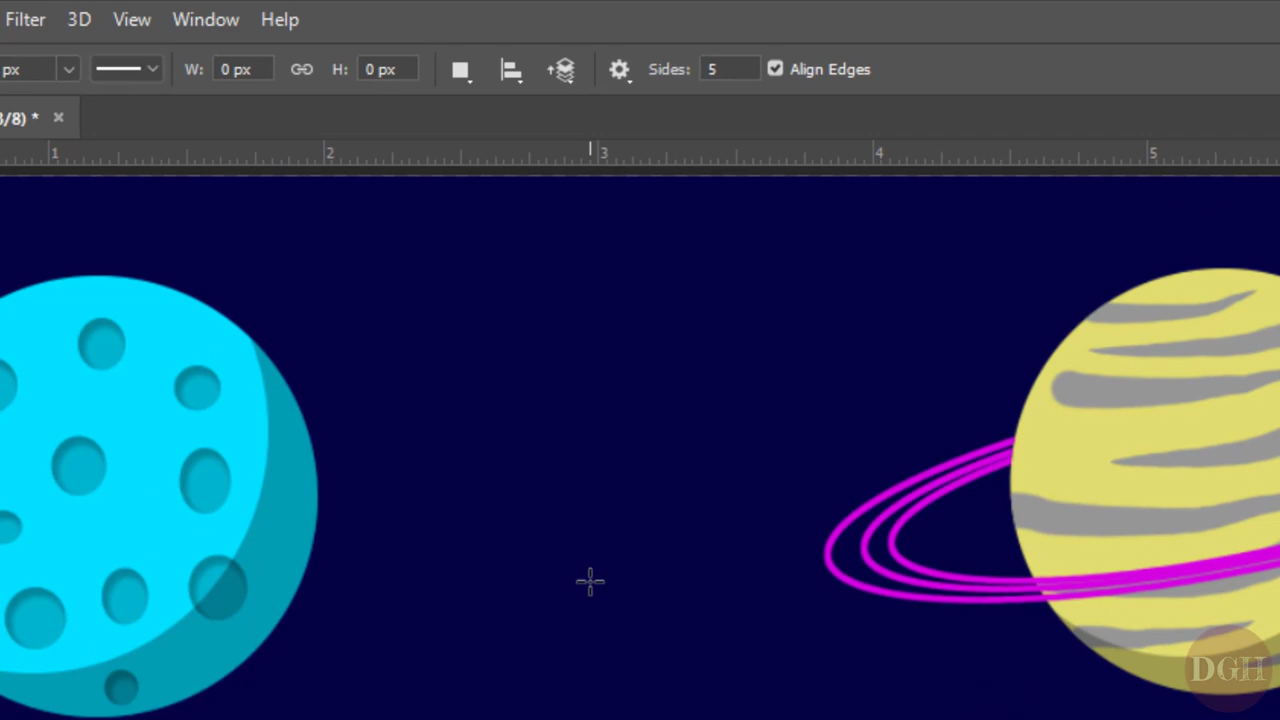 Filter 3D View Window Help
px W: 0 px H: 0 px Sides: 5 Align Edges
/8) * ×
1 2 3 4 5
DGH